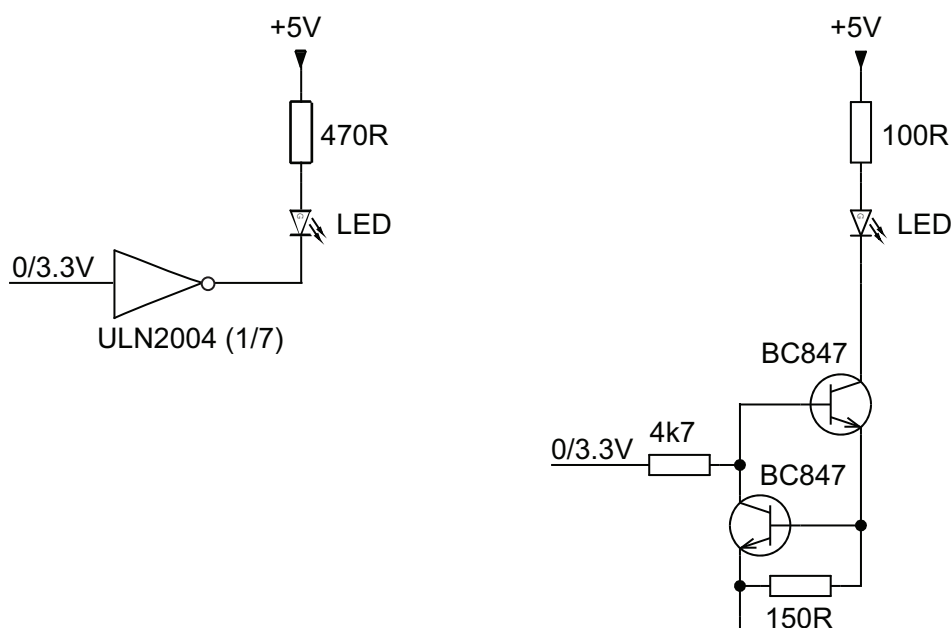 +5V
470R
LED
0/3.3V
ULN2004 (1/7)
+5V
100R
LED
BC847
4k7
0/3.3V
BC847
150R
G
G